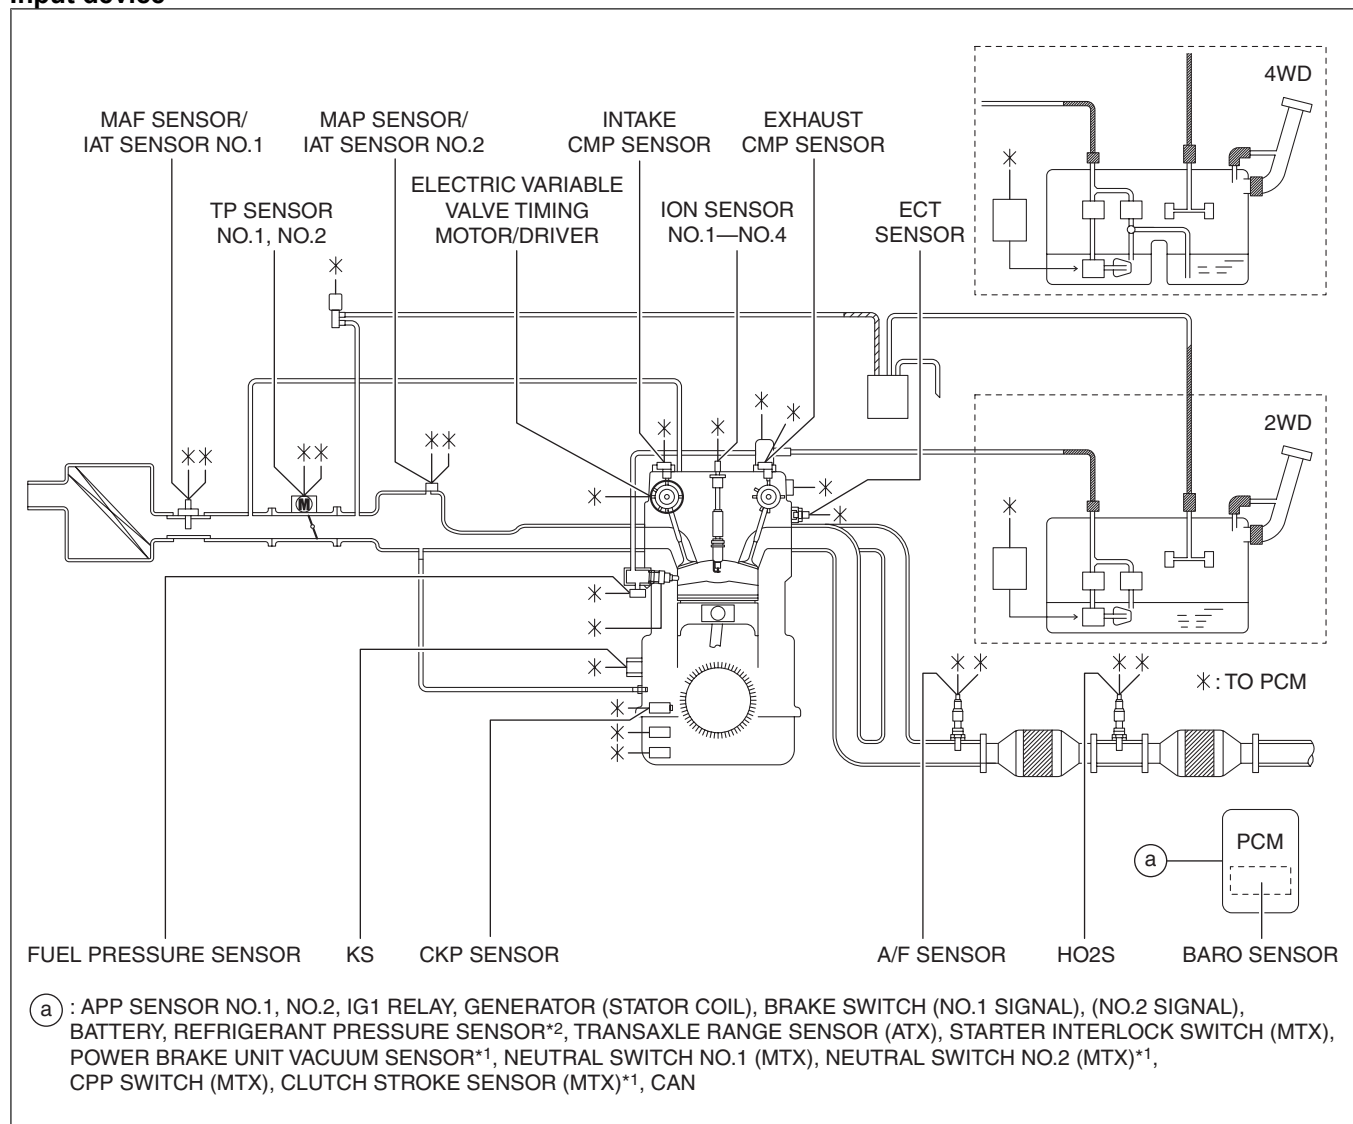 Input device
4WD
MAF SENSOR/
IAT SENSOR NO.1
MAP SENSOR/
IAT SENSOR NO.2
INTAKE
CMP SENSOR
EXHAUST
CMP SENSOR
TP SENSOR
NO.1, NO.2
ELECTRIC VARIABLE
VALVE TIMING
MOTOR/DRIVER
ION SENSOR
NO.1—NO.4
ECT
SENSOR
M
2WD
: TO PCM
PCM
a
FUEL PRESSURE SENSOR
KS
CKP SENSOR
A/F SENSOR
HO2S
BARO SENSOR
a : APP SENSOR NO.1, NO.2, IG1 RELAY, GENERATOR (STATOR COIL), BRAKE SWITCH (NO.1 SIGNAL), (NO.2 SIGNAL),
BATTERY, REFRIGERANT PRESSURE SENSOR*2, TRANSAXLE RANGE SENSOR (ATX), STARTER INTERLOCK SWITCH (MTX),
POWER BRAKE UNIT VACUUM SENSOR*1, NEUTRAL SWITCH NO.1 (MTX), NEUTRAL SWITCH NO.2 (MTX)*1,
CPP SWITCH (MTX), CLUTCH STROKE SENSOR (MTX)*1, CAN